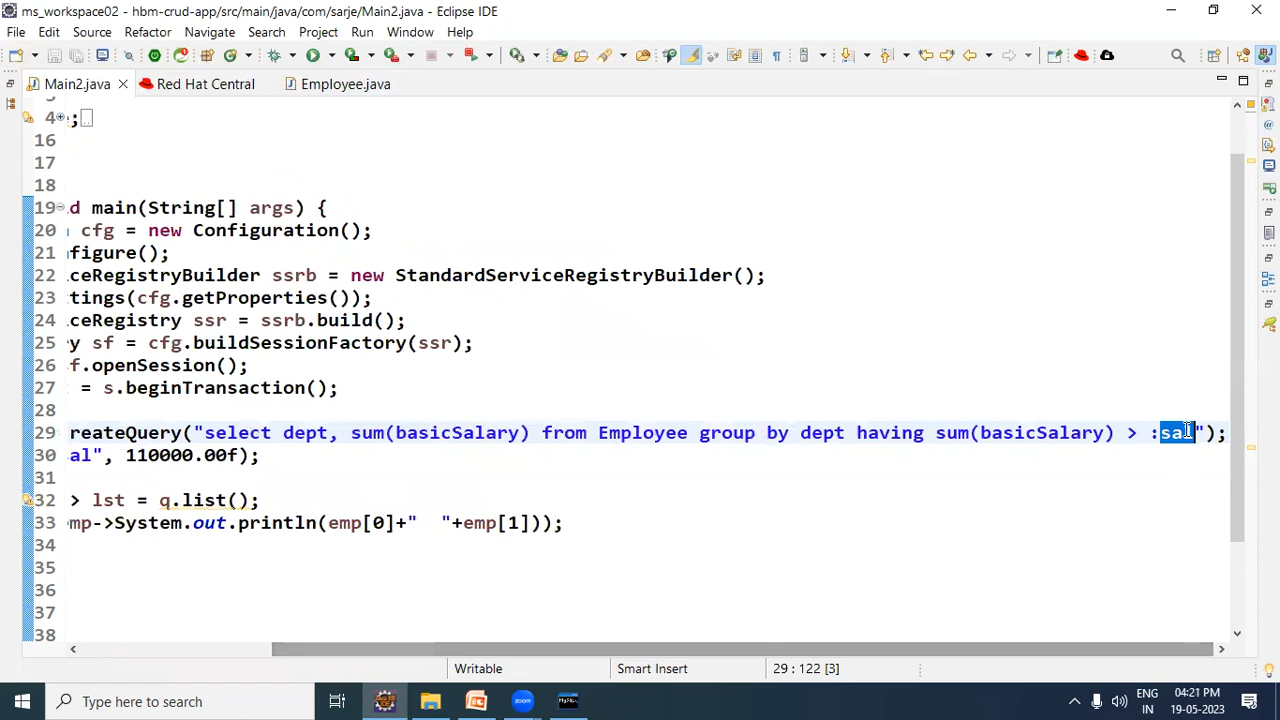 ms_workspace02 - hbm-crud-app/src/main/java/com/sarje/Main2.java - Eclipse IDE
File Edit Source Refactor Navigate Search Project Run Window Help
Main2.java Red Hat Central Employee.java
4 ;
16
17
18
19 d main(String[] args) {
20 cfg = new Configuration();
21 figure();
22 iceRegistryBuilder ssrb = new StandardServiceRegistryBuilder();
23 tings(cfg.getProperties());
24 iceRegistry ssr = ssrb.build();
25 y sf = cfg.buildSessionFactory(ssr);
26 f.openSession();
27 = s.beginTransaction();
28
29 reateQuery("select dept, sum(basicSalary) from Employee group by dept having sum(basicSalary) > :sal");
30 al", 110000.00f);
31
32 > lst = q.list();
33 mp->System.out.println(emp[0]+"  "+emp[1]));
34
35
36
37
38
Writable Smart Insert 29 : 122 [3]
Type here to search
ENG 04:21 PM
IN 19-05-2023